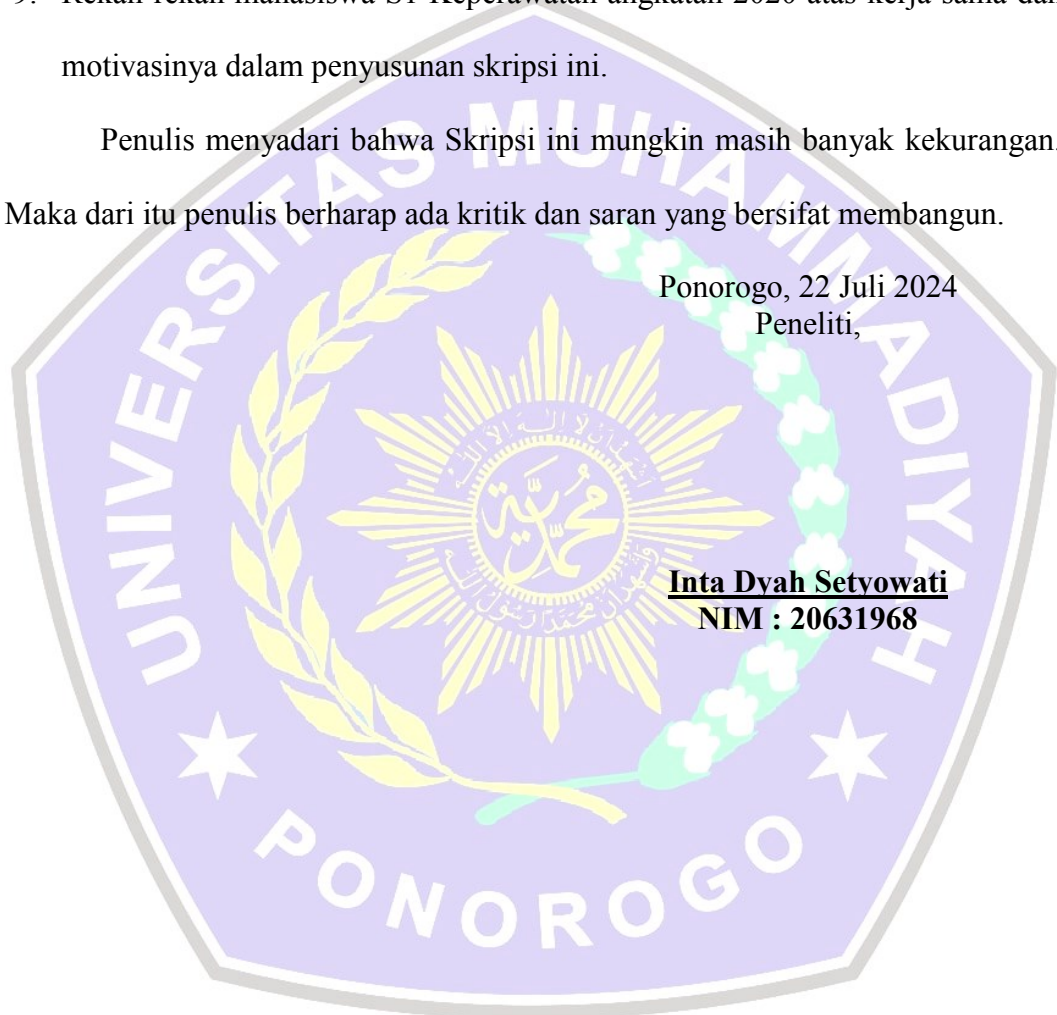 9. Rekan-rekan mahasiswa S1 Keperawatan angkatan 2020 atas kerja sama dan
motivasinya dalam penyusunan skripsi ini.
Penulis menyadari bahwa Skripsi ini mungkin masih banyak kekurangan.
Maka dari itu penulis berharap ada kritik dan saran yang bersifat membangun.
Ponorogo, 22 Juli 2024
Peneliti,
Inta Dyah Setyowati
NIM : 20631968
UNIVERSITAS MUHAMMADIYAH
PONOROGO